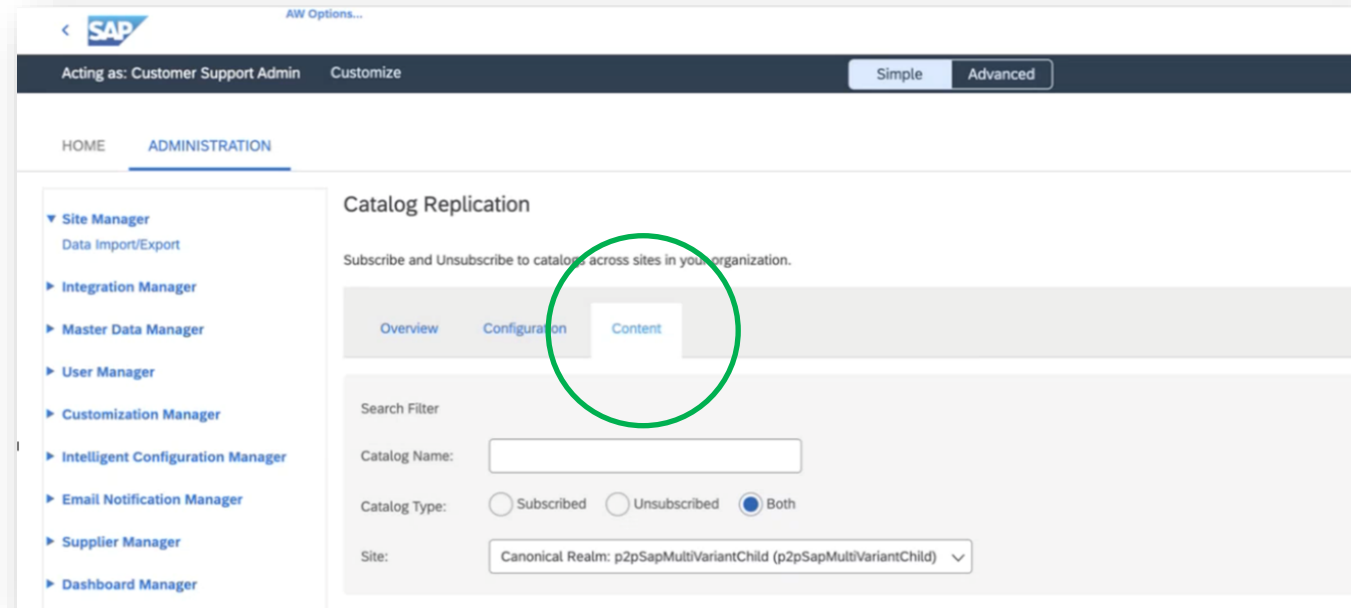 AW Options...
SAP
Acting as: Customer Support Admin Customize Simple Advanced
HOME ADMINISTRATION
Catalog Replication
Site Manager
Data Import/Export
Subscribe and Unsubscribe to catalogs across sites in your organization.
Integration Manager
Master Data Manager
Overview Configuration Content
User Manager
Customization Manager
Search Filter
Intelligent Configuration Manager
Catalog Name:
Email Notification Manager
Catalog Type: Subscribed Unsubscribed Both
Supplier Manager
Site: Canonical Realm: p2pSapMultiVariantChild (p2pSapMultiVariantChild)
Dashboard Manager